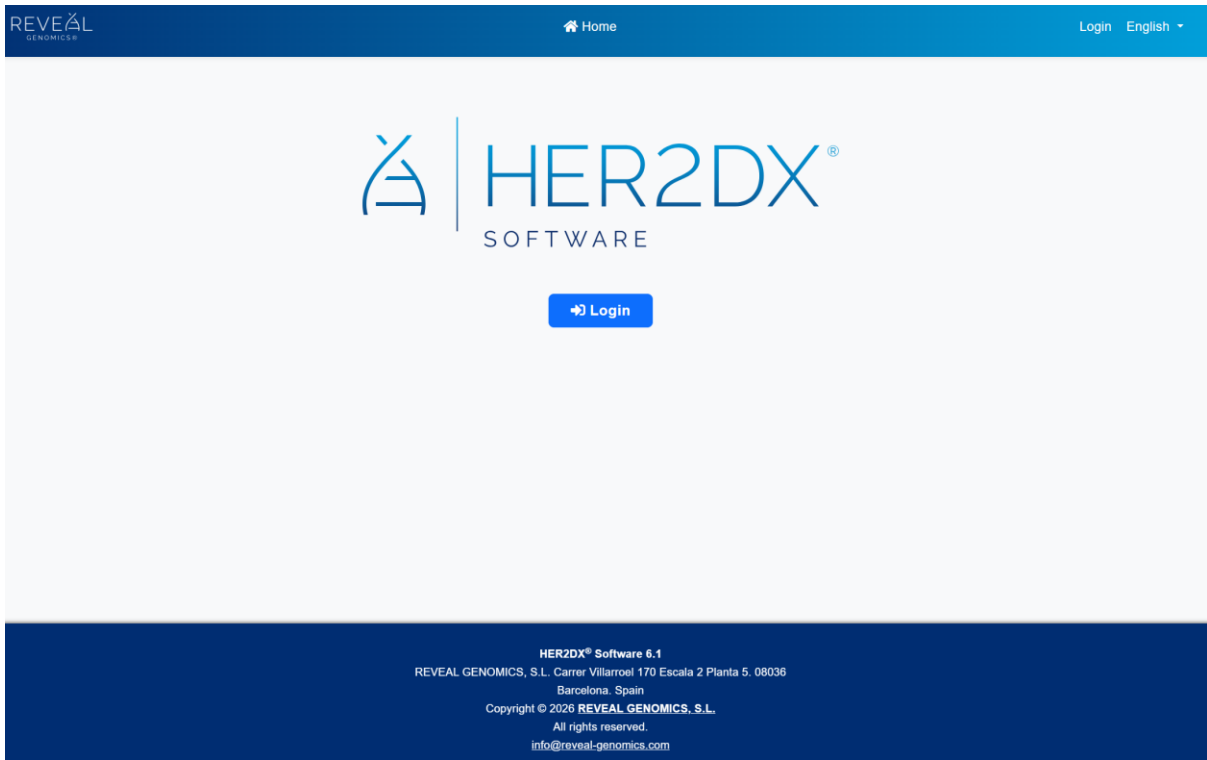 REVEÄL
GENOMICS®
Home
Login English
HER2DX®
SOFTWARE
Login
HER2DX® Software 6.1
REVEAL GENOMICS, S.L. Carrer Villarroel 170 Escala 2 Planta 5. 08036
Barcelona. Spain
Copyright © 2026 REVEAL GENOMICS, S.L.
All rights reserved.
info@reveal-genomics.com